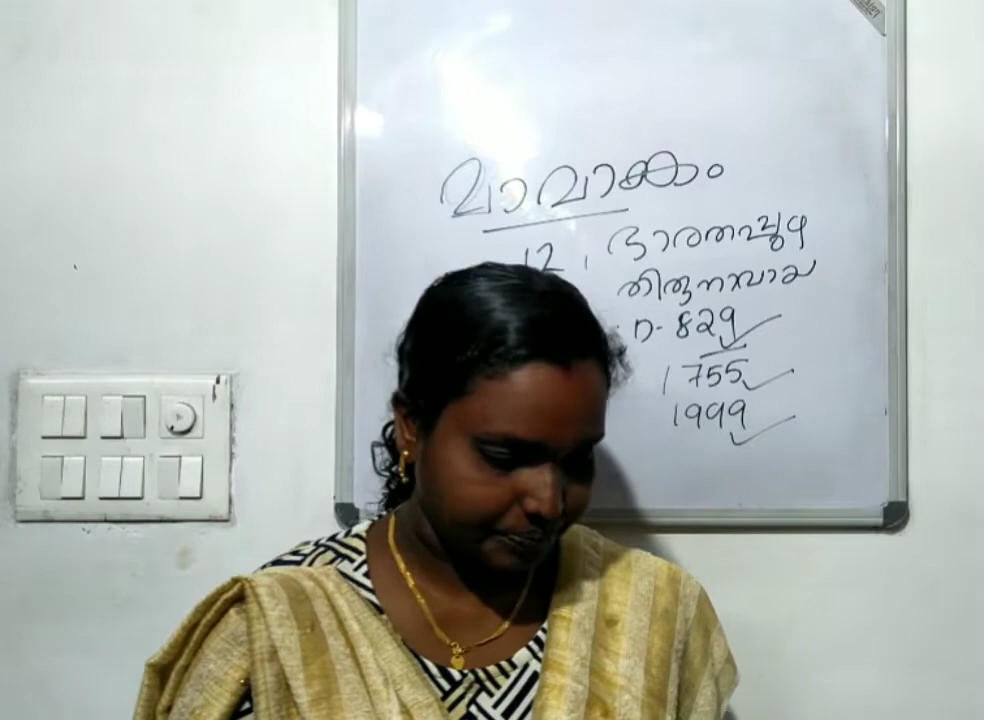 മാമാങ്കം
12, ഭാരതപ്പുഴ
തിരുനാവായ
D-829
1755
1999